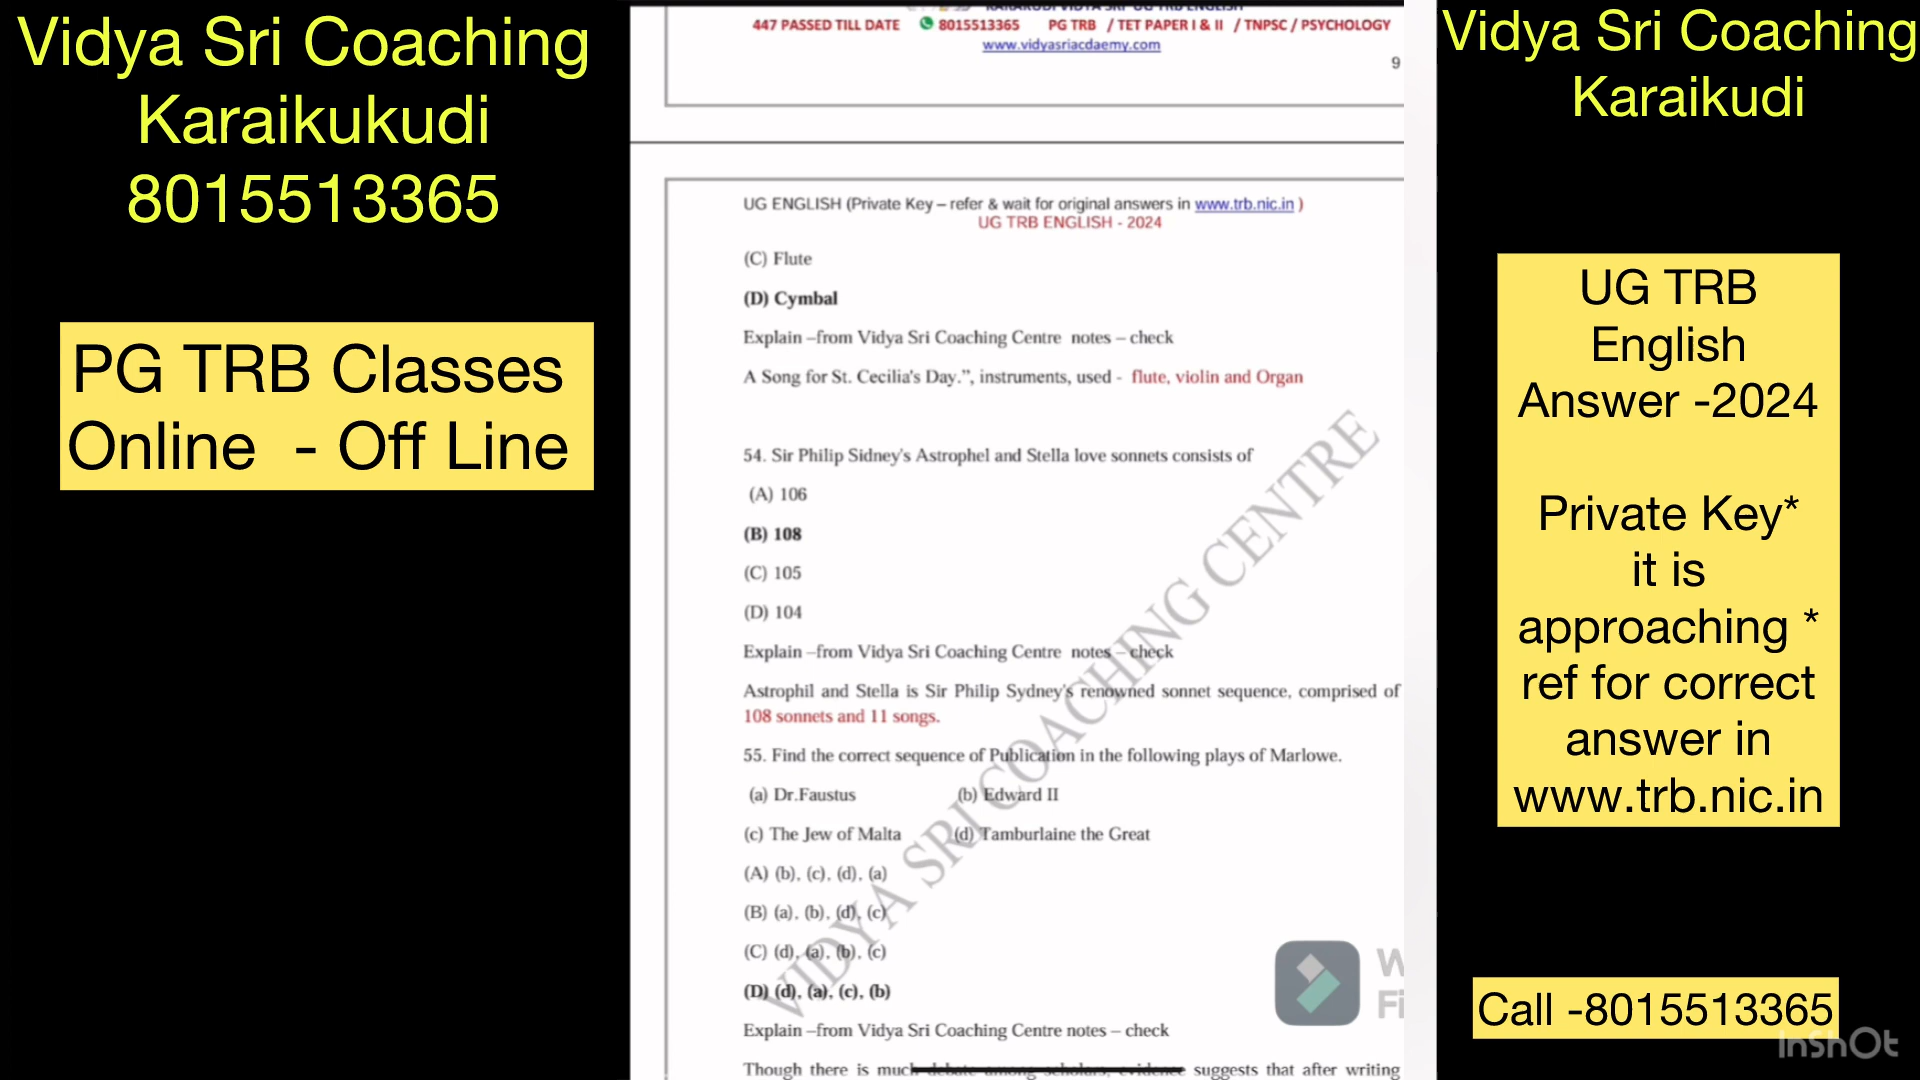 Vidya Sri Coaching
Karaikukudi
8015513365
PG TRB Classes
Online - Off Line
447 PASSED TILL DATE 8015513365 PG TRB / TET PAPER I & II / TNPSC / PSYCHOLOGY
www.vidyasriacdaemy.com
9
UG ENGLISH (Private Key – refer & wait for original answers in www.trb.nic.in )
UG TRB ENGLISH - 2024
(C) Flute
(D) Cymbal
Explain –from Vidya Sri Coaching Centre notes – check
A Song for St. Cecilia's Day.”, instruments, used - flute, violin and Organ
54. Sir Philip Sidney's Astrophel and Stella love sonnets consists of
(A) 106
(B) 108
(C) 105
(D) 104
Explain –from Vidya Sri Coaching Centre notes – check
Astrophil and Stella is Sir Philip Sydney's renowned sonnet sequence, comprised of
108 sonnets and 11 songs.
55. Find the correct sequence of Publication in the following plays of Marlowe.
(a) Dr.Faustus (b) Edward II
(c) The Jew of Malta (d) Tamburlaine the Great
(A) (b), (c), (d), (a)
(B) (a), (b), (d), (c)
(C) (d), (a), (b), (c)
(D) (d), (a), (c), (b)
Explain –from Vidya Sri Coaching Centre notes – check
Though there is much debate among scholars, evidence suggests that after writing
VIDYA SRI COACHING CENTRE
Vidya Sri Coaching
Karaikudi
UG TRB
English
Answer -2024
Private Key*
it is
approaching *
ref for correct
answer in
www.trb.nic.in
Call -8015513365
InShOt